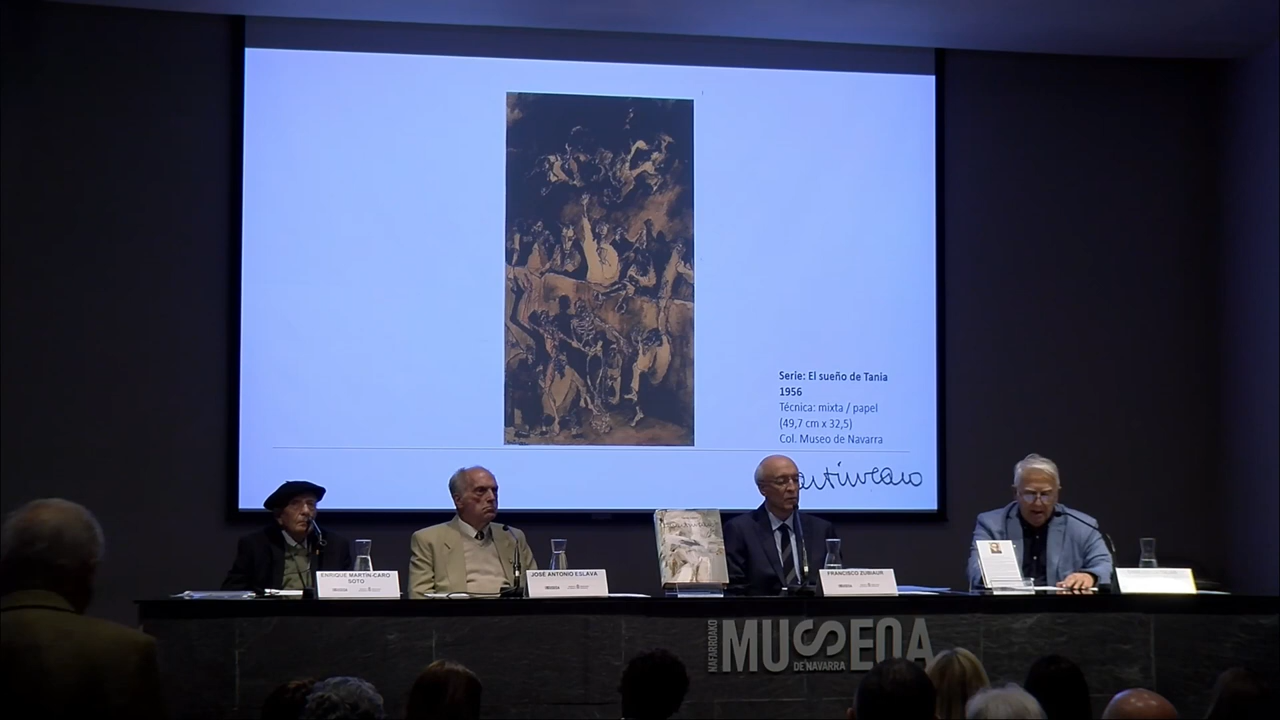 Serie: El sueño de Tania
1956
Técnica: mixta / papel
(49,7 cm x 32,5)
Col. Museo de Navarra
ENRIQUE MARTÍN-CARO
SOTO
JOSÉ ANTONIO ESLAVA
FRANCISCO ZUBIAUR
NAFARROAKO
MUSEOA
DE NAVARRA